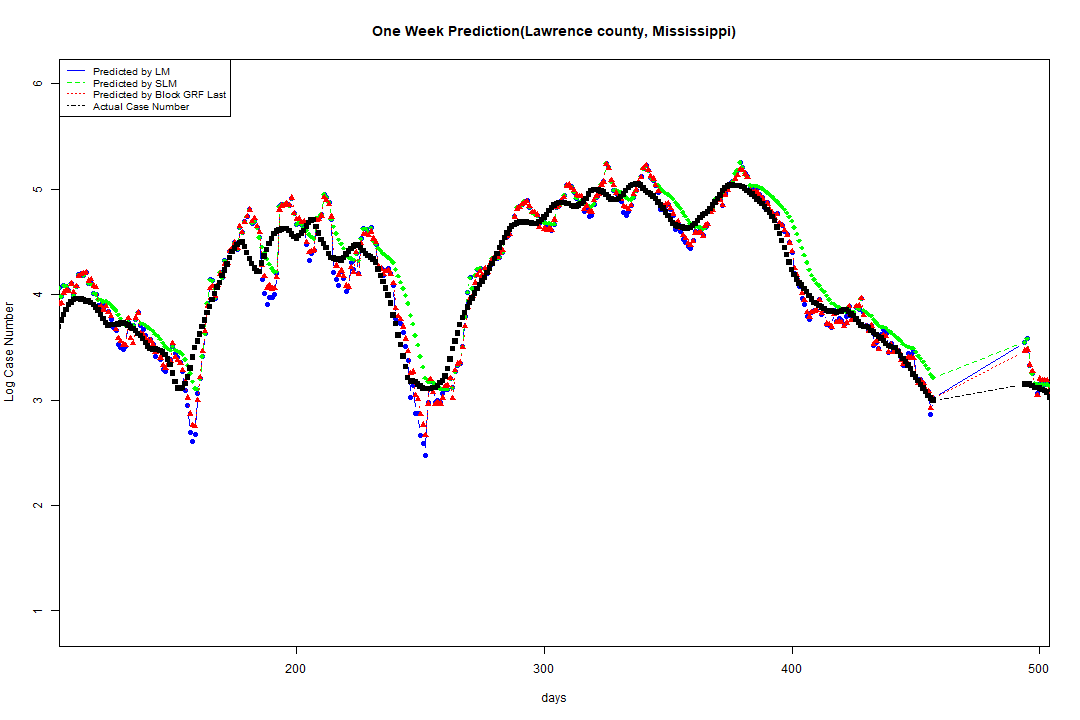 One Week Prediction(Lawrence county, Mississippi)
Predicted by LM
Predicted by SLM
Predicted by Block GRF Last
Actual Case Number
6
5
4
3
2
1
Log Case Number
200
300
400
500
days